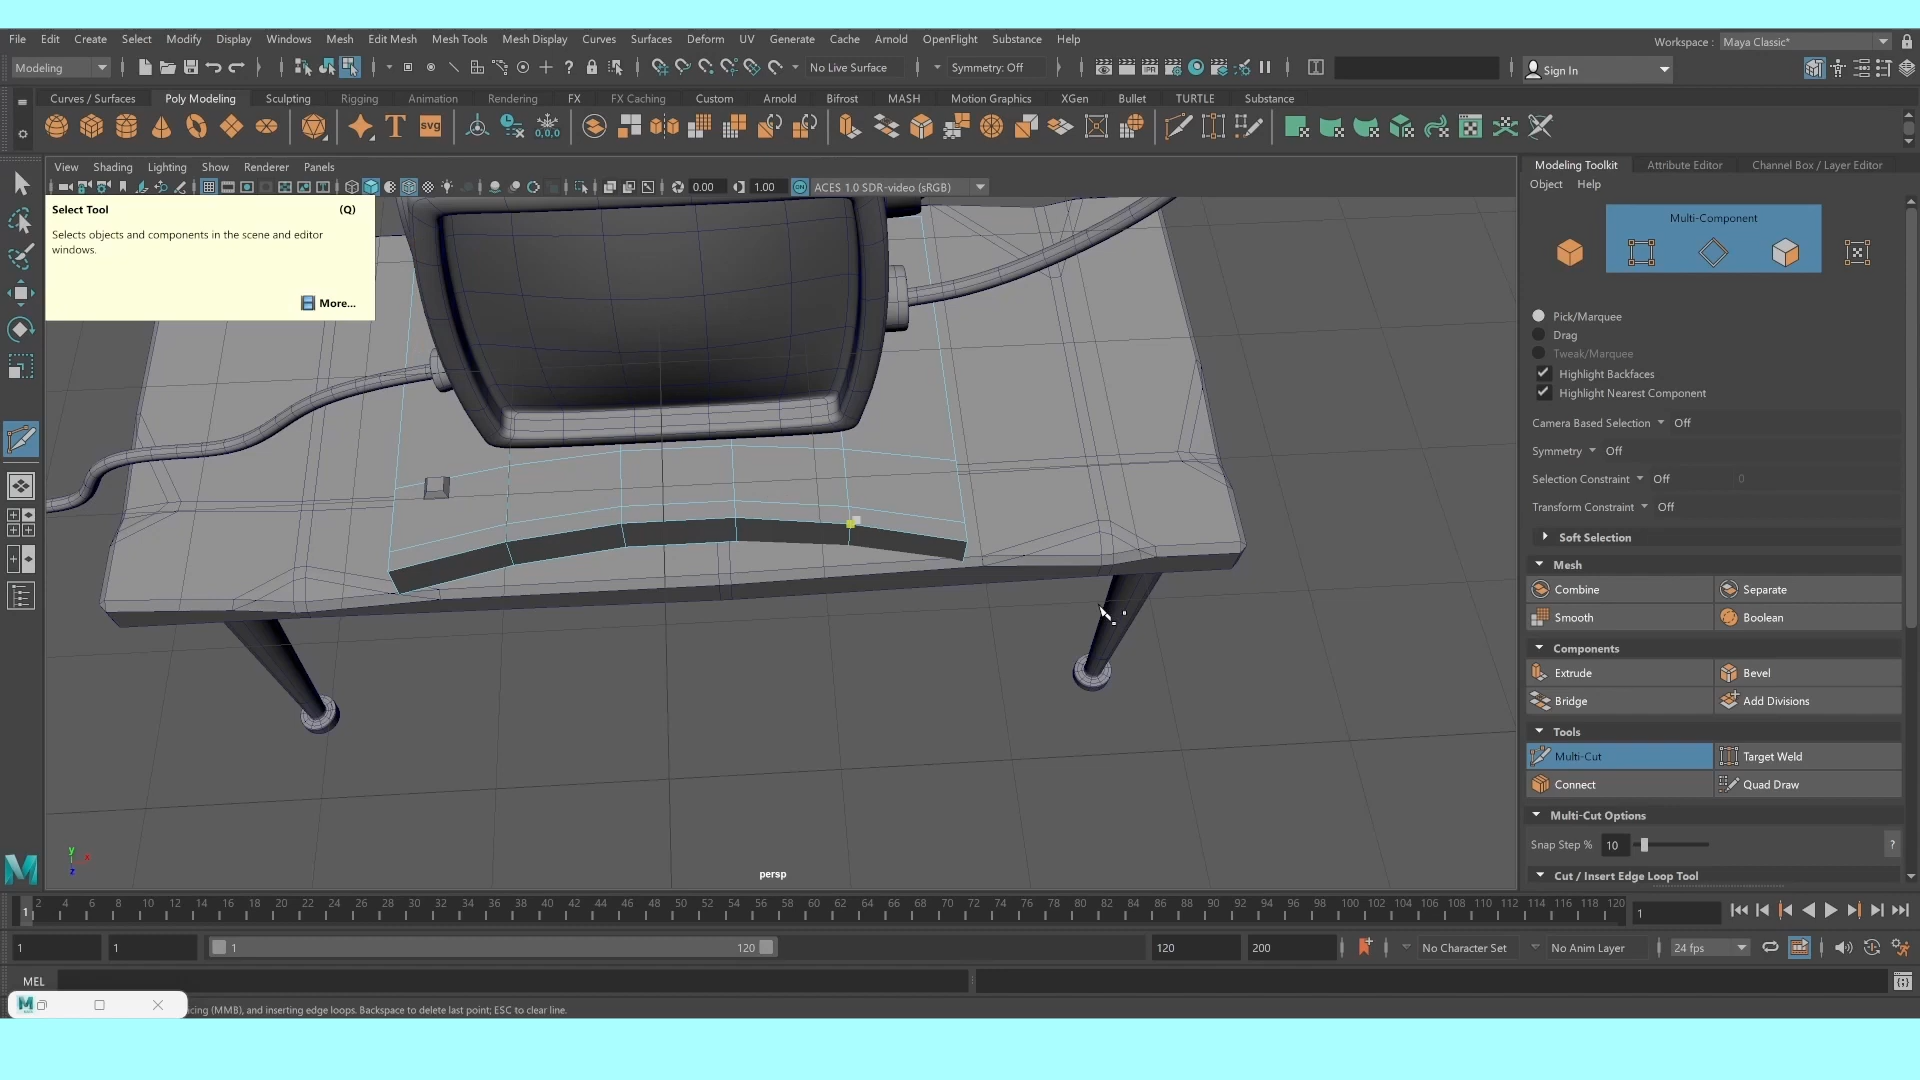 File Edit Create Select Modify Display Windows Mesh Edit Mesh Mesh Tools Mesh Display Curves Surfaces Deform UV Generate Cache Arnold OpenFlight Substance Help
Workspace : Maya Classic*
Modeling
No Live Surface
Symmetry: Off
Sign In
Curves / Surfaces Poly Modeling Sculpting Rigging Animation Rendering FX FX Caching Custom Arnold Bifrost MASH Motion Graphics XGen Bullet TURTLE Substance
T svg 0,0,0
View Shading Lighting Show Renderer Panels
0.00 1.00 ON ACES 1.0 SDR-video (sRGB)
Select Tool (Q)
Selects objects and components in the scene and editor
windows.
More...
Modeling Toolkit Attribute Editor Channel Box / Layer Editor
Object Help
Multi-Component
Pick/Marquee
Drag
Tweak/Marquee
Highlight Backfaces
Highlight Nearest Component
Camera Based Selection Off
Symmetry Off
Selection Constraint Off 0
Transform Constraint Off
Soft Selection
Mesh
Combine Separate
Smooth Boolean
Components
Extrude Bevel
Bridge Add Divisions
Tools
Multi-Cut Target Weld
Connect Quad Draw
Multi-Cut Options
Snap Step % 10 ?
Cut / Insert Edge Loop Tool
y
x
z
persp
1 2 4 6 8 10 12 14 16 18 20 22 24 26 28 30 32 34 36 38 40 42 44 46 48 50 52 54 56 58 60 62 64 66 68 70 72 74 76 78 80 82 84 86 88 90 92 94 96 98 100 102 104 106 108 110 112 114 116 118 120
1
1 1 1 120 120 200 No Character Set No Anim Layer 24 fps
MEL
M
cing (MMB), and inserting edge loops. Backspace to delete last point; ESC to clear line.